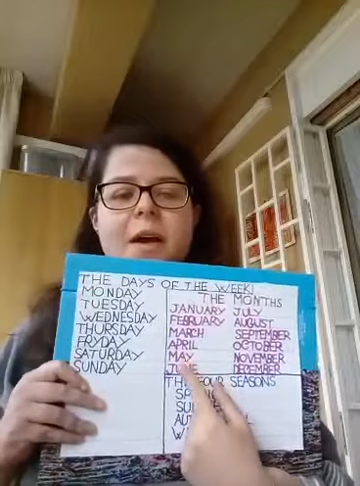 THE DAYS OF THE WEEK!
MONDAY
TUESDAY
WEDNESDAY
THURSDAY
FRYDAY
SATURDAY
SUNDAY
THE MONTHS
JANUARY JULY
FEBRUARY AUGUST
MARCH SEPTEMBER
APRIL OCTOBER
MAY NOVEMBER
JUNE DECEMBER
THE FOUR SEASONS